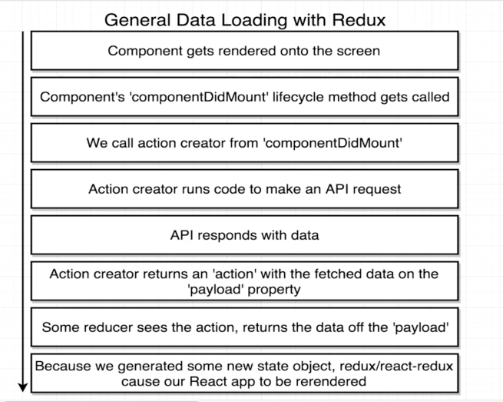 General Data Loading with Redux
Component gets rendered onto the screen
Component's 'componentDidMount' lifecycle method gets called
We call action creator from 'componentDidMount'
Action creator runs code to make an API request
API responds with data
Action creator returns an 'action' with the fetched data on the
'payload' property
Some reducer sees the action, returns the data off the 'payload'
Because we generated some new state object, redux/react-redux
cause our React app to be rerendered